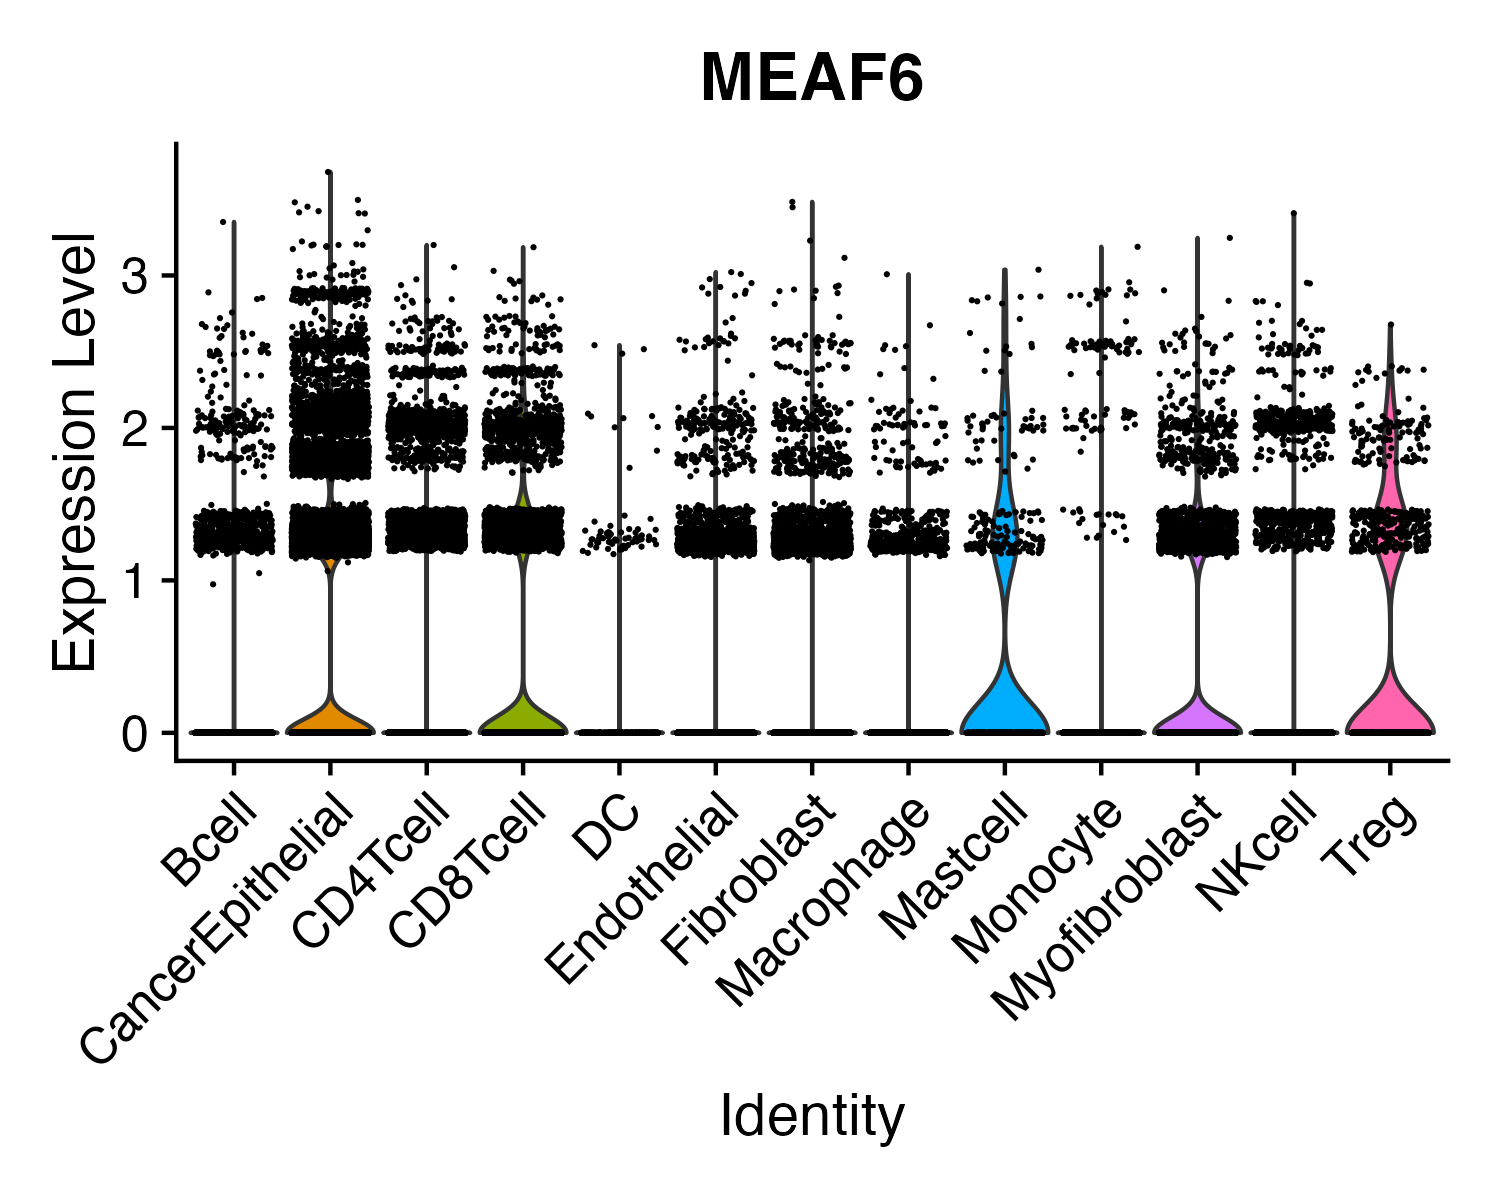 MEAF6
Expression Level
3
2
1
0
Bcell
CancerEpithelial
CD4Tcell
CD8Tcell
DC
Endothelial
Fibroblast
Macrophage
Mastcell
Monocyte
Myofibroblast
NKcell
Treg
Identity